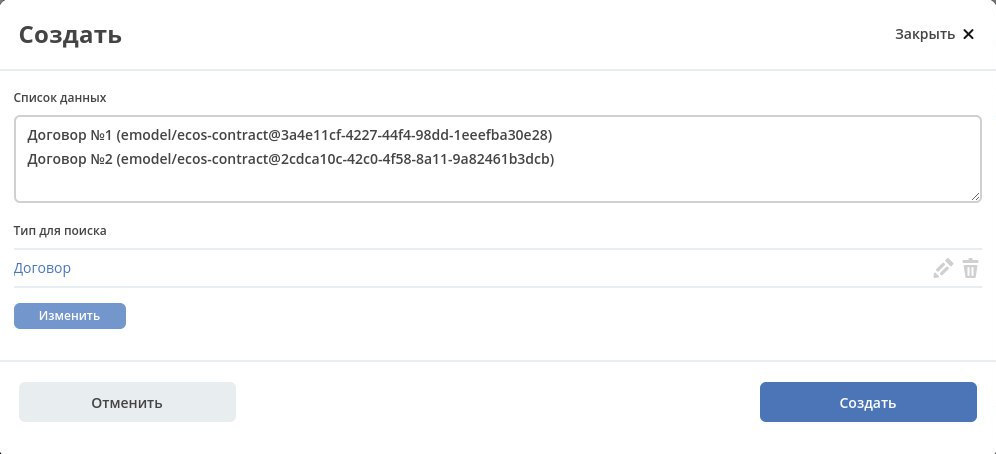 Создать
Закрыть ×
Список данных
Договор №1 (emodel/ecos-contract@3a4e11cf-4227-44f4-98dd-1eeefba30e28)
Договор №2 (emodel/ecos-contract@2cdca10c-42c0-4f58-8a11-9a82461b3dcb)
Тип для поиска
Договор
Изменить
Отменить
Создать